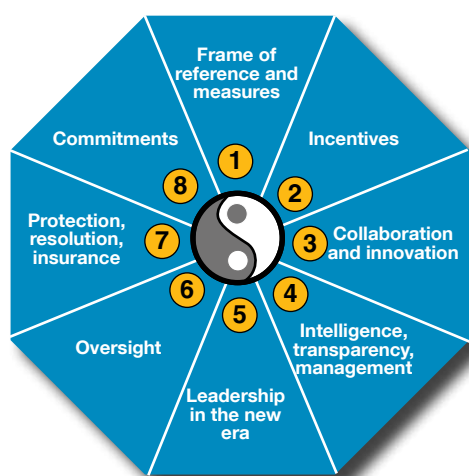 Frame of
reference and
measures
1
Incentives
2
Collaboration
and innovation
3
Intelligence,
transparency,
management
4
Leadership
in the new
era
5
Oversight
6
Protection,
resolution,
insurance
7
Commitments
8